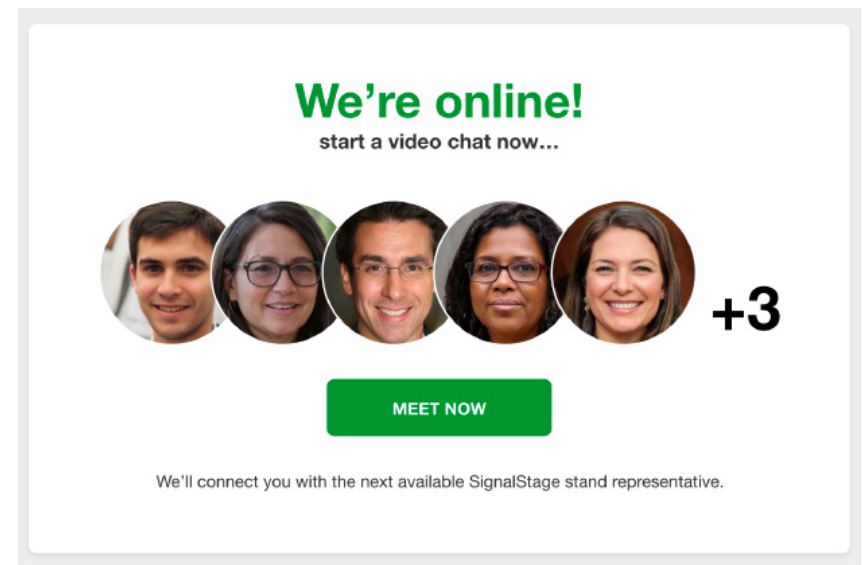 We’re online!
start a video chat now…
+3
MEET NOW
We’ll connect you with the next available SignalStage stand representative.